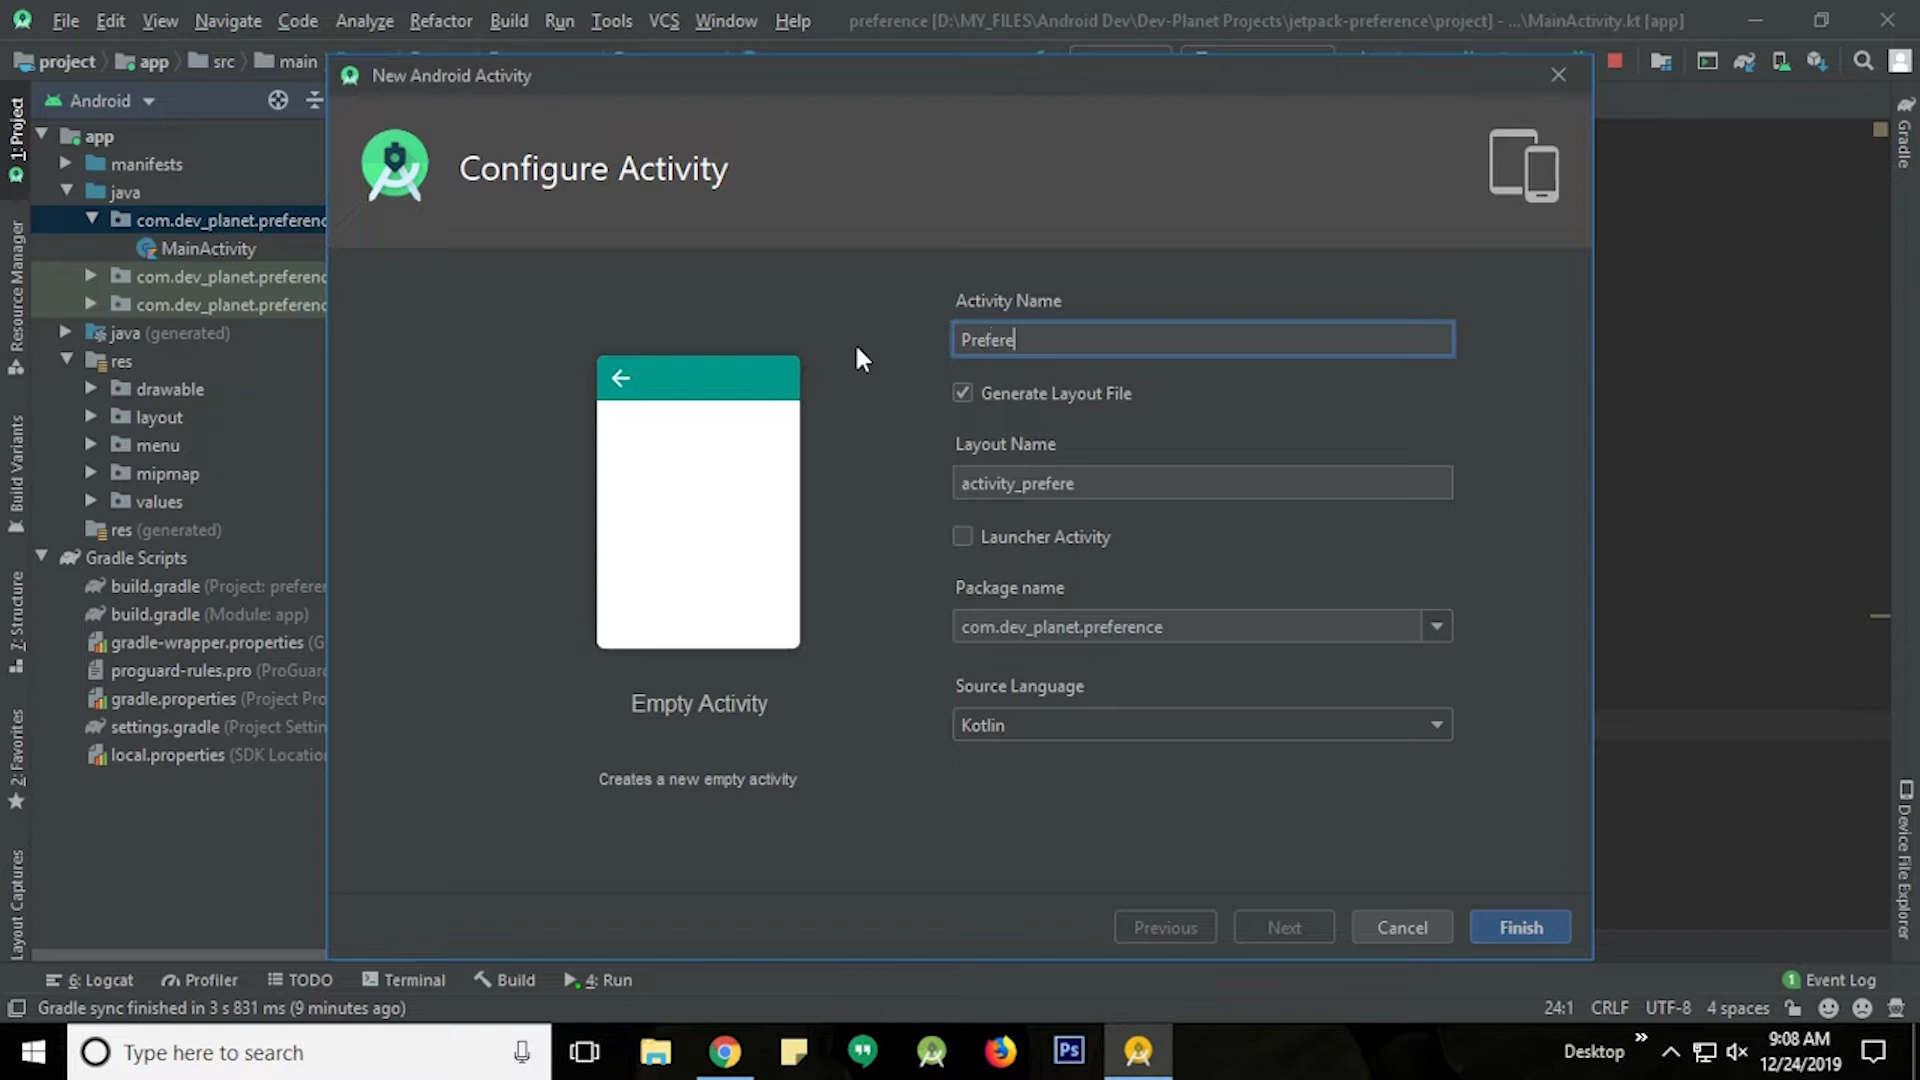 File Edit View Navigate Code Analyze Refactor Build Run Tools VCS Window Help preference [D:\MY_FILES\Android Dev\Dev-Planet Projects\jetpack-preference\project] - ...\MainActivity.kt [app]
project app src main
New Android Activity
Android
Configure Activity
app
manifests
java
com.dev_planet.preferenc
MainActivity
com.dev_planet.preferenc
com.dev_planet.preferenc
java (generated)
res
drawable
layout
menu
mipmap
values
res (generated)
Gradle Scripts
build.gradle (Project: preferer
build.gradle (Module: app)
gradle-wrapper.properties (G
proguard-rules.pro (ProGuar
gradle.properties (Project Pro
settings.gradle (Project Settin
local.properties (SDK Locatio
1: Project
Resource Manager
Build Variants
7: Structure
2: Favorites
Layout Captures
Empty Activity
Creates a new empty activity
Activity Name
Prefere
Generate Layout File
Layout Name
activity_prefere
Launcher Activity
Package name
com.dev_planet.preference
Source Language
Kotlin
Previous Next Cancel Finish
Gradle
Device File Explorer
6: Logcat Profiler TODO Terminal Build 4: Run 1 Event Log
Gradle sync finished in 3 s 831 ms (9 minutes ago) 24:1 CRLF UTF-8 4 spaces
Type here to search Ps Desktop 9:08 AM
12/24/2019